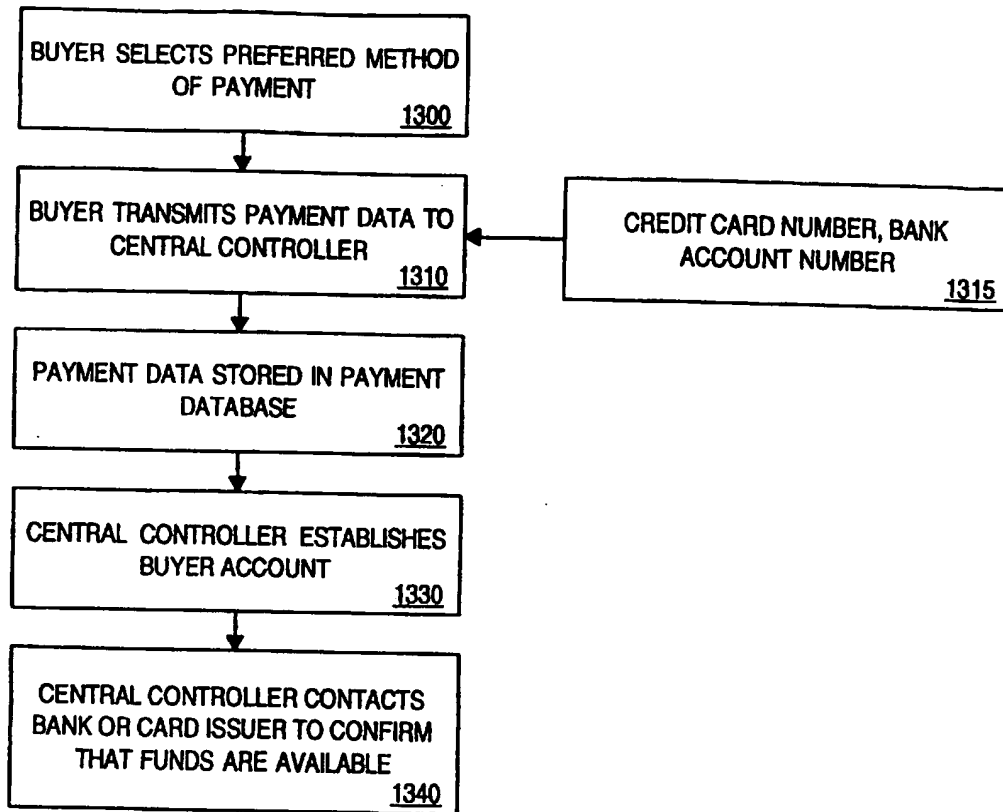 BUYER SELECTS PREFERRED METHOD
OF PAYMENT
1300
BUYER TRANSMITS PAYMENT DATA TO
CENTRAL CONTROLLER
1310
CREDIT CARD NUMBER, BANK
ACCOUNT NUMBER
1315
PAYMENT DATA STORED IN PAYMENT
DATABASE
1320
CENTRAL CONTROLLER ESTABLISHES
BUYER ACCOUNT
1330
CENTRAL CONTROLLER CONTACTS
BANK OR CARD ISSUER TO CONFIRM
THAT FUNDS ARE AVAILABLE
1340